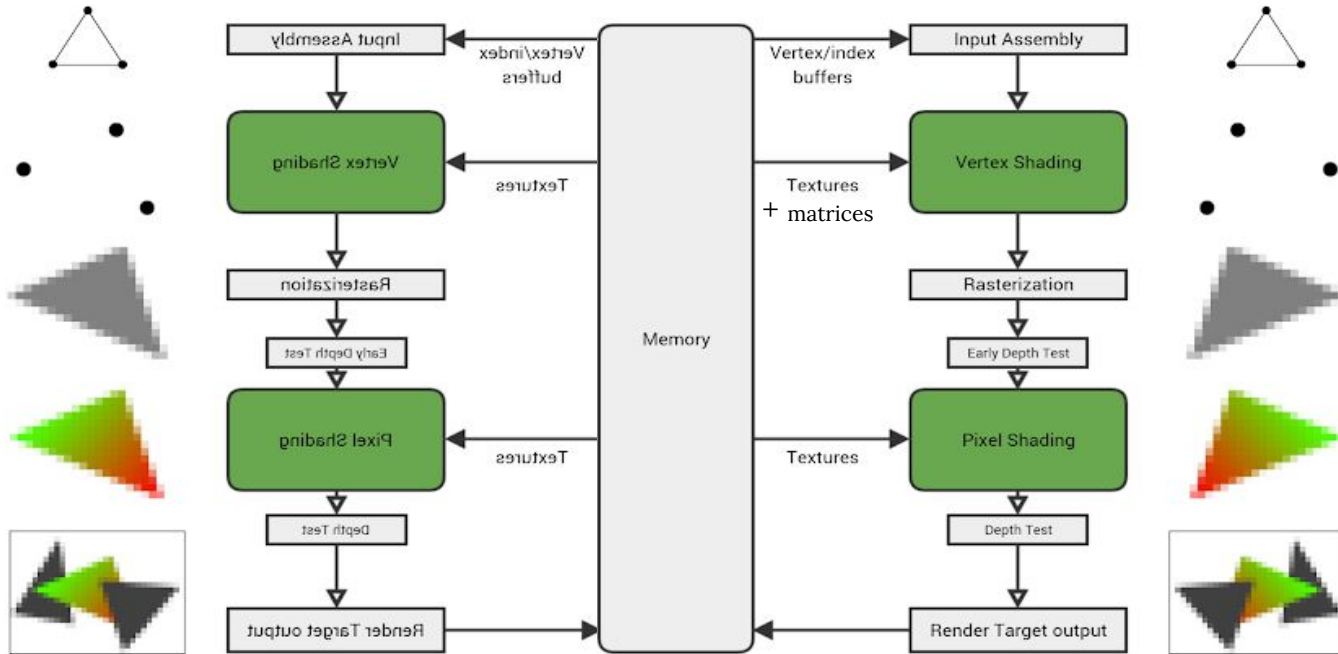 Input Assembly
Vertex/index
buffers
Vertex Shading
Textures
Rasterization
Early Depth Test
Pixel Shading
Textures
Depth Test
Render Target output
Memory
Input Assembly
Vertex/index
buffers
Vertex Shading
Textures
+ matrices
Rasterization
Early Depth Test
Pixel Shading
Textures
Depth Test
Render Target output